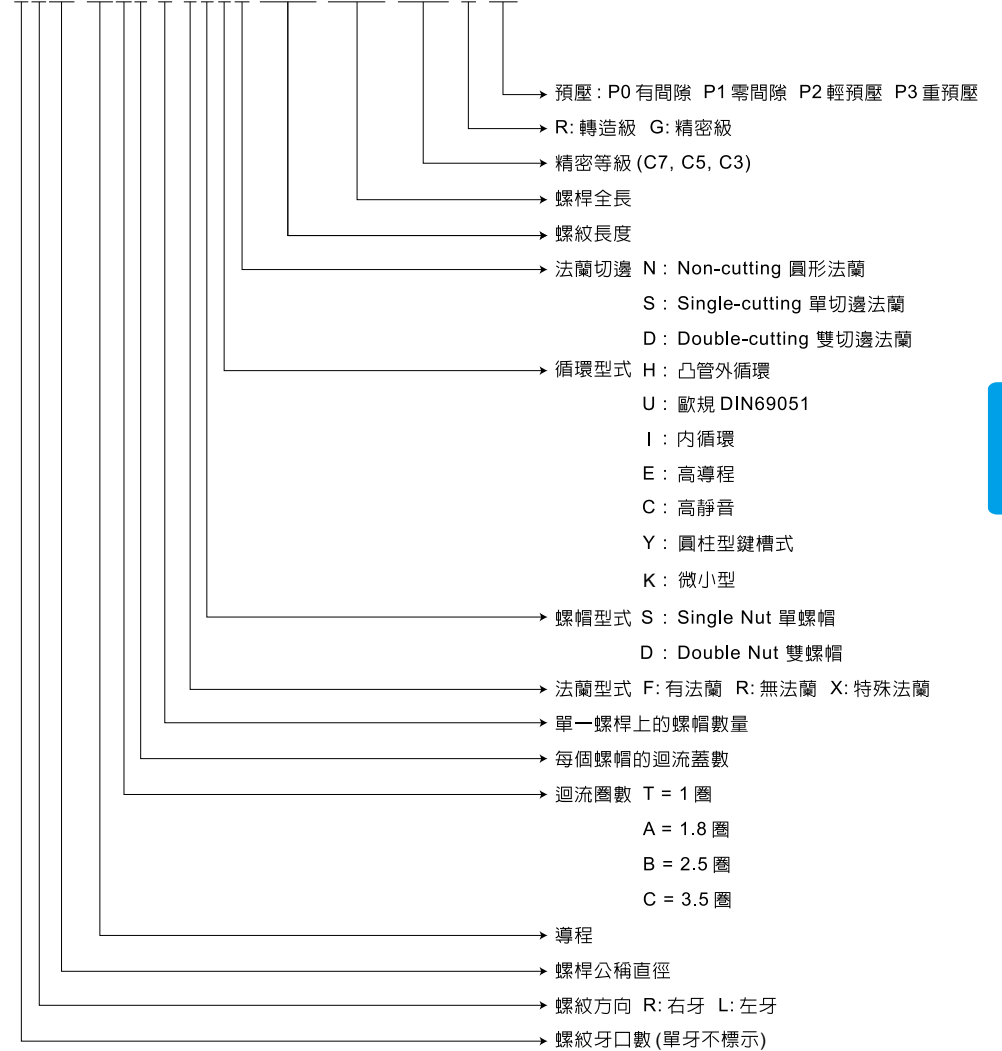 預壓 : P0 有間隙 P1 零間隙 P2 輕預壓 P3 重預壓
R: 轉造級 G: 精密級
精密等級 (C7, C5, C3)
螺桿全長
螺紋長度
法蘭切邊 N : Non-cutting 圓形法蘭
S : Single-cutting 單切邊法蘭
D : Double-cutting 雙切邊法蘭
循環型式 H : 凸管外循環
U : 歐規 DIN69051
I : 內循環
E : 高導程
C : 高靜音
Y : 圓柱型鍵槽式
K : 微小型
螺帽型式 S : Single Nut 單螺帽
D : Double Nut 雙螺帽
法蘭型式 F: 有法蘭 R: 無法蘭 X: 特殊法蘭
單一螺桿上的螺帽數量
每個螺帽的迴流蓋數
迴流圈數 T = 1 圈
A = 1.8 圈
B = 2.5 圈
C = 3.5 圈
導程
螺桿公稱直徑
螺紋方向 R: 右牙 L: 左牙
螺紋牙口數 (單牙不標示)